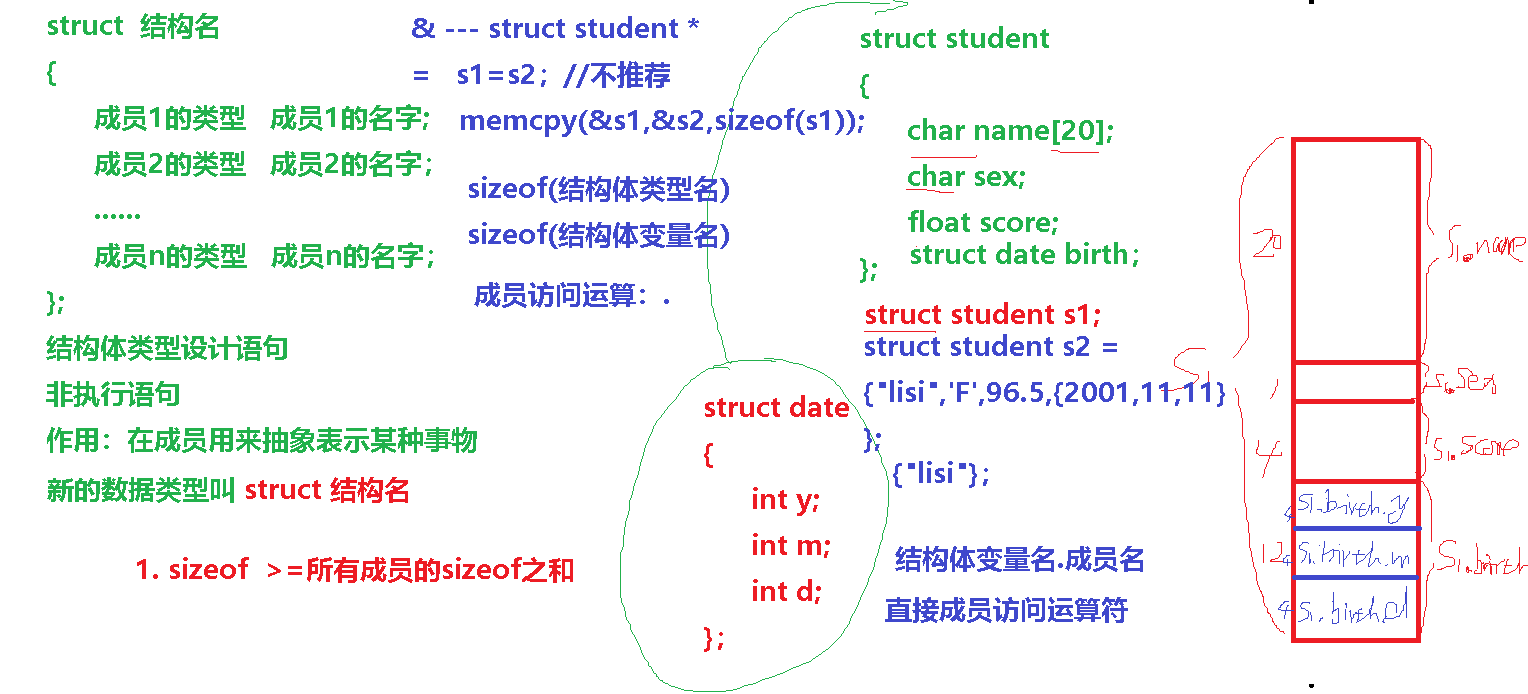 struct 结构名
{
成员1的类型 成员1的名字;
成员2的类型 成员2的名字;
......
成员n的类型 成员n的名字;
};
结构体类型设计语句
非执行语句
作用：在成员用来抽象表示某种事物
新的数据类型叫 struct 结构名
1. sizeof >=所有成员的sizeof之和
& --- struct student *
= s1=s2; //不推荐
memcpy(&s1,&s2,sizeof(s1));
sizeof(结构体类型名)
sizeof(结构体变量名)
成员访问运算：.
struct date
{
int y;
int m;
int d;
};
struct student
{
char name[20];
char sex;
float score;
struct date birth;
};
struct student s1;
struct student s2 =
{"lisi",'F',96.5,{2001,11,11}
};
{"lisi"};
结构体变量名.成员名
直接成员访问运算符
S1
20
S1.name
1
S1.Sex
4
S1.Score
4
S1.birth.y
12
4
S1.birth.m
S1.birth
4
S1.birth.d